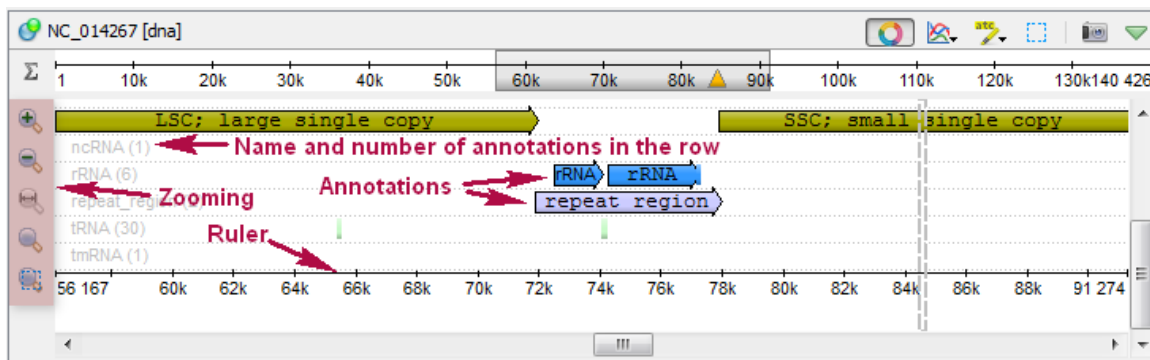 NC_014267 [dna]
atc
Σ
1 10k 20k 30k 40k 50k 60k 70k 80k 90k 100k 110k 120k 130k140 426
LSC; large single copy SSC; small single copy
ncRNA (1) Name and number of annotations in the row
rRNA (6) Annotations rRNA rRNA
Zooming
repeat_region repeat region
tRNA (30) Ruler
tmRNA (1)
56 167 60k 62k 64k 66k 68k 70k 72k 74k 76k 78k 80k 82k 84k 86k 88k 91 274